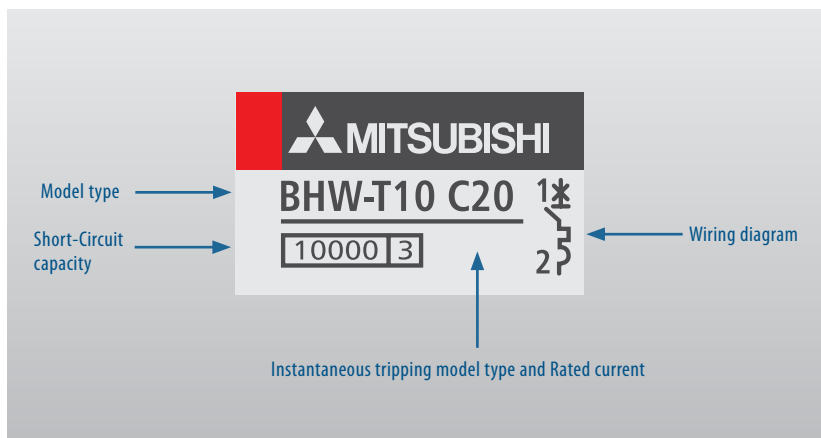 MITSUBISHI
Model type
BHW-T10 C20
1
Short-Circuit
capacity
10000 3
2
Wiring diagram
Instantaneous tripping model type and Rated current